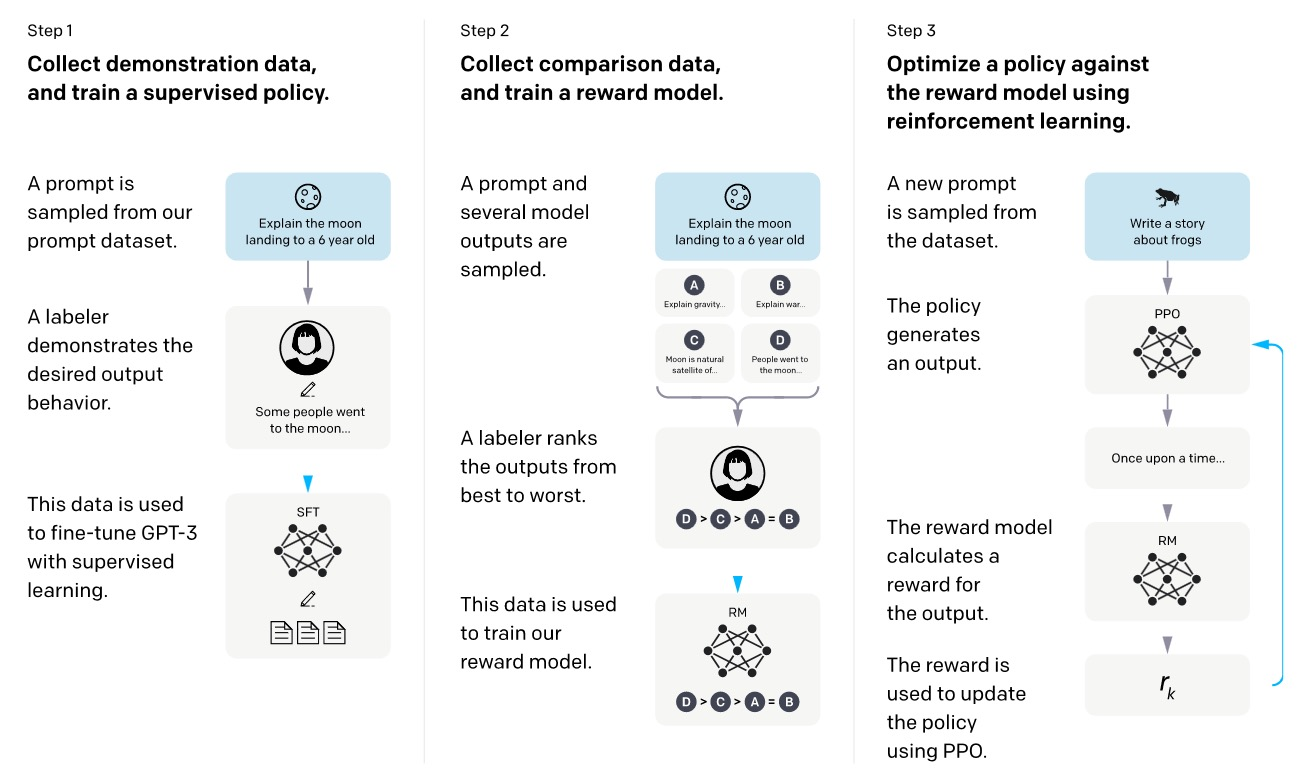 Step 1
Collect demonstration data,
and train a supervised policy.
A prompt is
sampled from our
prompt dataset.
Explain the moon
landing to a 6 year old
A labeler
demonstrates the
desired output
behavior.
Some people went
to the moon...
This data is used
to fine-tune GPT-3
with supervised
learning.
SFT
Step 2
Collect comparison data,
and train a reward model.
A prompt and
several model
outputs are
sampled.
Explain the moon
landing to a 6 year old
A
Explain gravity...
B
Explain war...
C
Moon is natural
satellite of...
D
People went to
the moon...
A labeler ranks
the outputs from
best to worst.
D > C > A = B
This data is used
to train our
reward model.
RM
D > C > A = B
Step 3
Optimize a policy against
the reward model using
reinforcement learning.
A new prompt
is sampled from
the dataset.
Write a story
about frogs
The policy
generates
an output.
PPO
Once upon a time...
The reward model
calculates a
reward for
the output.
RM
The reward is
used to update
the policy
using PPO.
rk